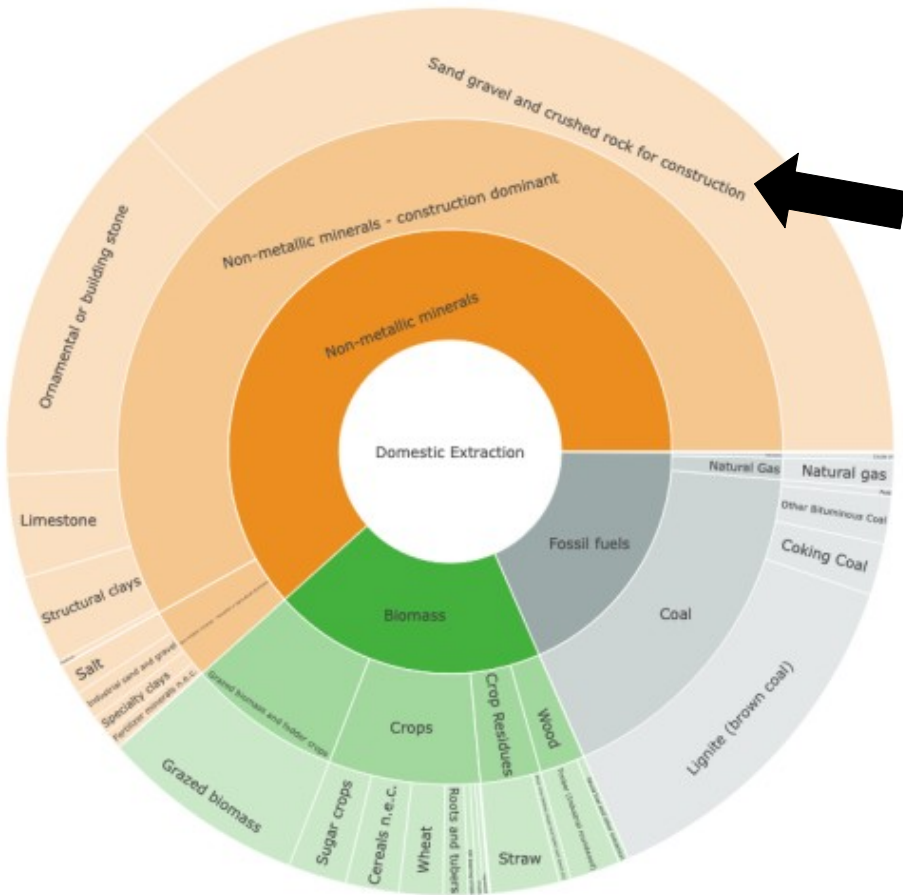 Sand gravel and crushed rock for construction
Non-metallic minerals - construction dominant
Non-metallic minerals
Ornamental or building stone
Domestic Extraction
Natural Gas
Natural gas
Other Bituminous Coal
Coking Coal
Limestone
Fossil fuels
Structural clays
Biomass
Coal
Salt
Industrial sand and gravel
Specialty clays
Fertilizer minerals n.e.c.
Grazed biomass and fodder crops
Crops
Crop Residues
Wood
Lignite (brown coal)
Grazed biomass
Sugar crops
Cereals n.e.c.
Wheat
Roots and tubers
Straw
Timber (Industrial roundwood)